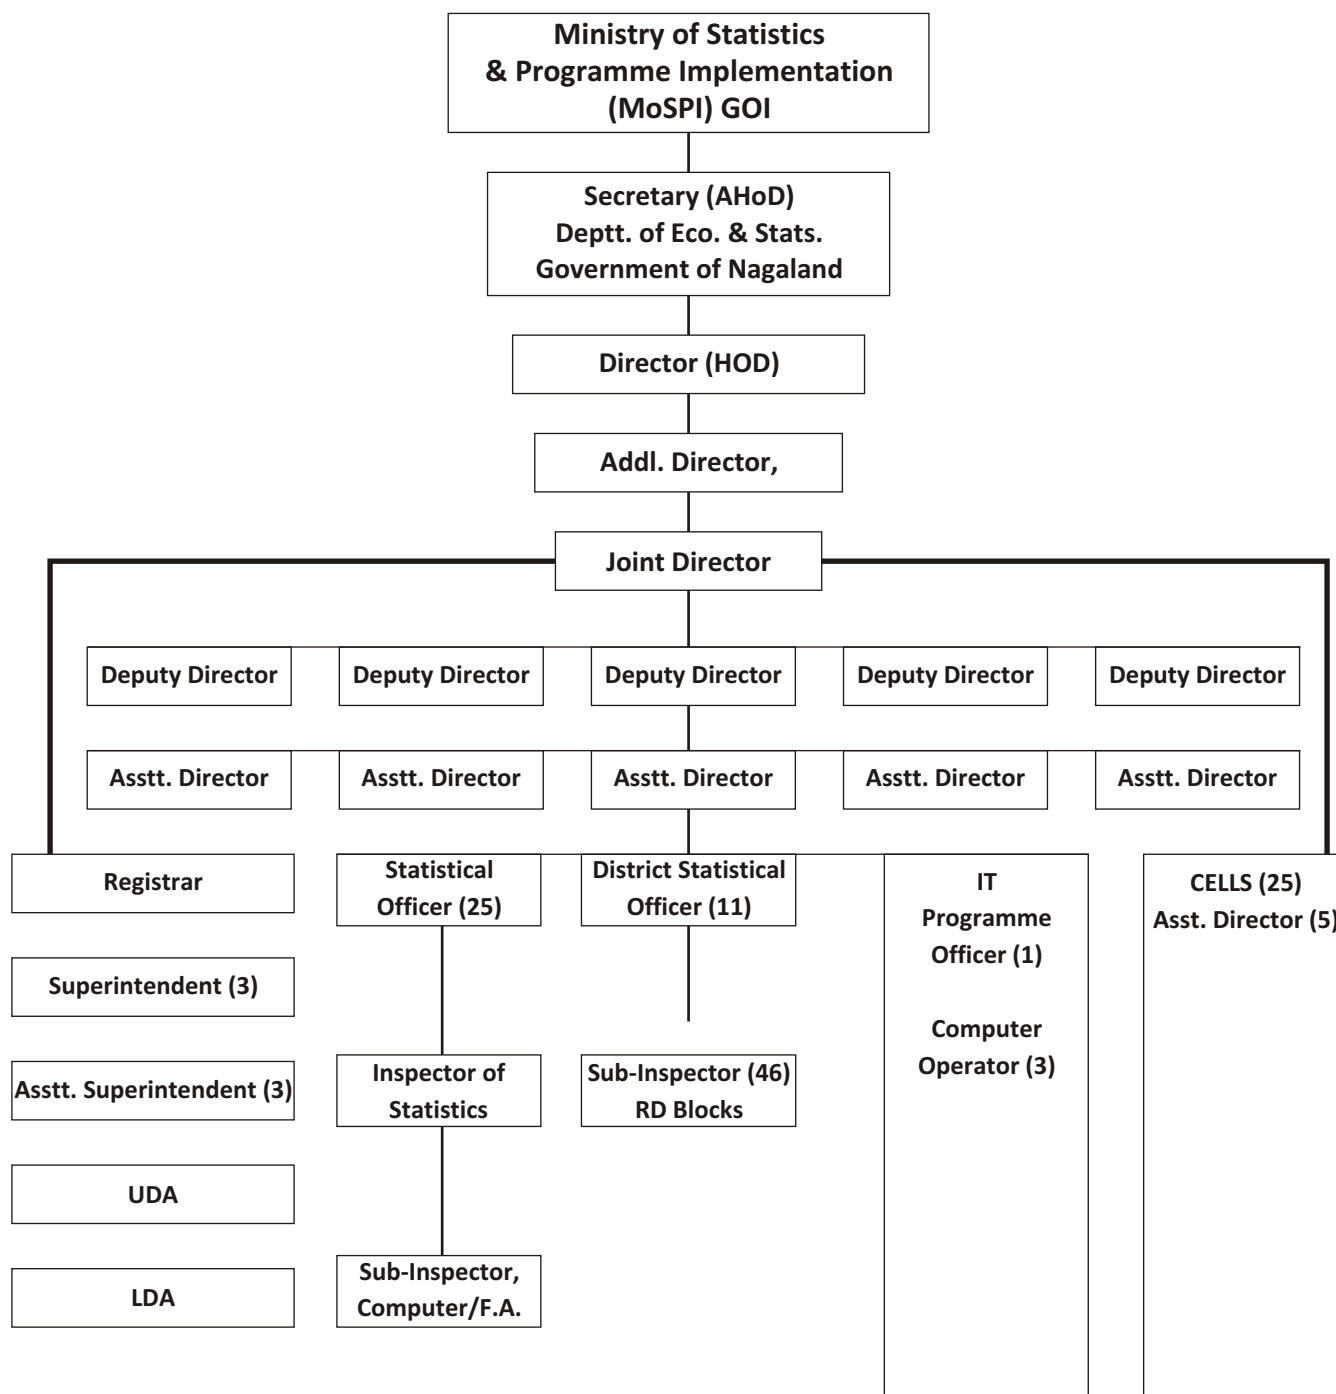 Ministry of Statistics
& Programme Implementation
(MoSPI) GOI
Secretary (AHoD)
Deptt. of Eco. & Stats.
Government of Nagaland
Director (HOD)
Addl. Director,
Joint Director
Deputy Director
Deputy Director
Deputy Director
Deputy Director
Deputy Director
Asstt. Director
Asstt. Director
Asstt. Director
Asstt. Director
Asstt. Director
Registrar
Superintendent (3)
Asstt. Superintendent (3)
UDA
LDA
Statistical
Officer (25)
Inspector of
Statistics
Sub-Inspector,
Computer/F.A.
District Statistical
Officer (11)
Sub-Inspector (46)
RD Blocks
IT
Programme
Officer (1)
Computer
Operator (3)
CELLS (25)
Asst. Director (5)